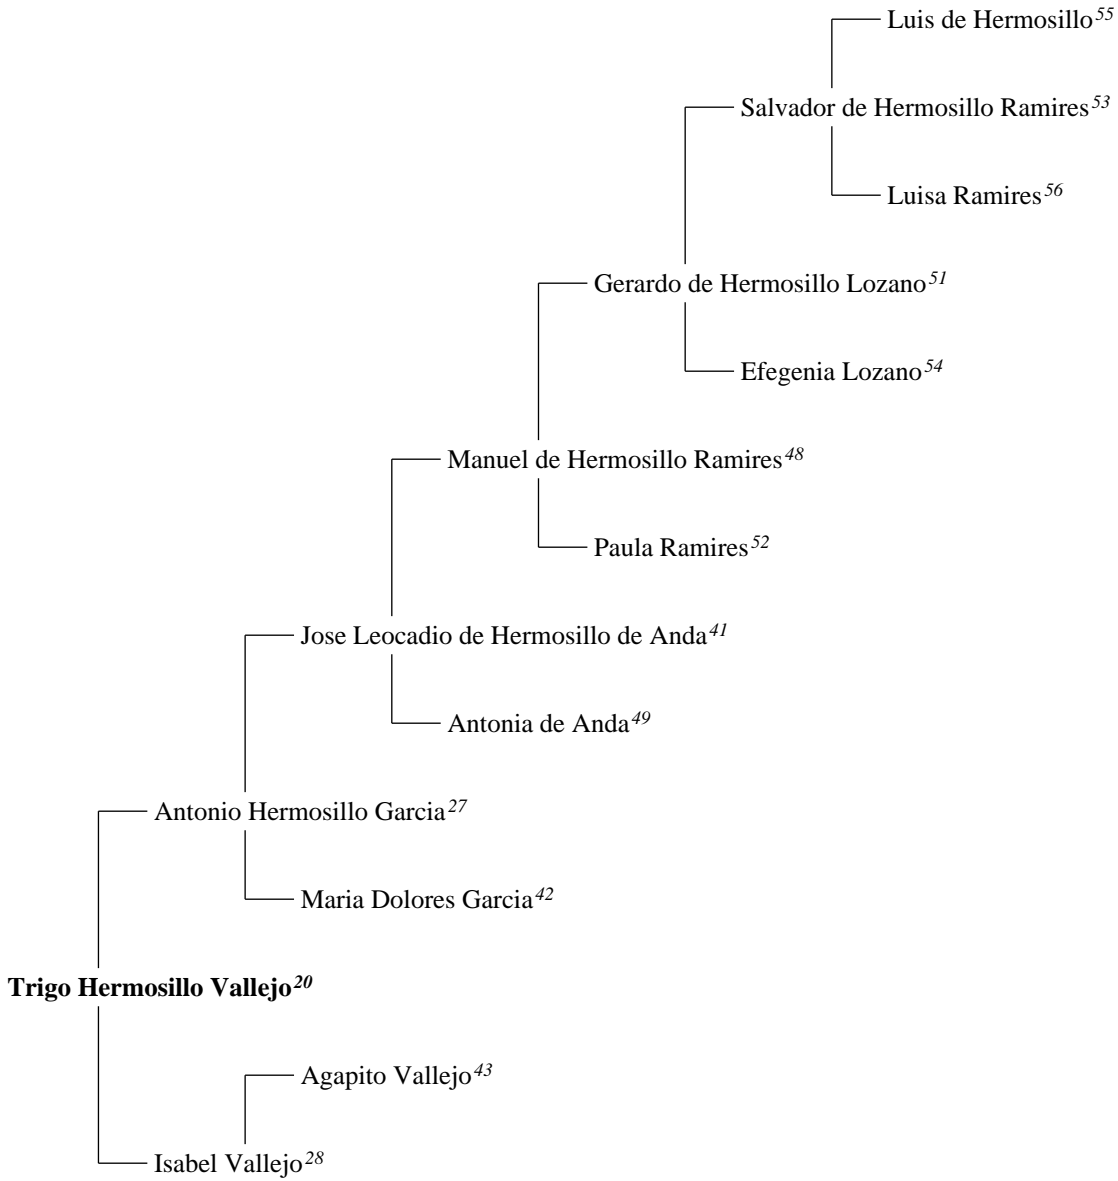 Luis de Hermosillo55
Salvador de Hermosillo Ramires53
Luisa Ramires56
Gerardo de Hermosillo Lozano51
Efegenia Lozano54
Manuel de Hermosillo Ramires48
Paula Ramires52
Jose Leocadio de Hermosillo de Anda41
Antonia de Anda49
Antonio Hermosillo Garcia27
Maria Dolores Garcia42
Trigo Hermosillo Vallejo20
Agapito Vallejo43
Isabel Vallejo28